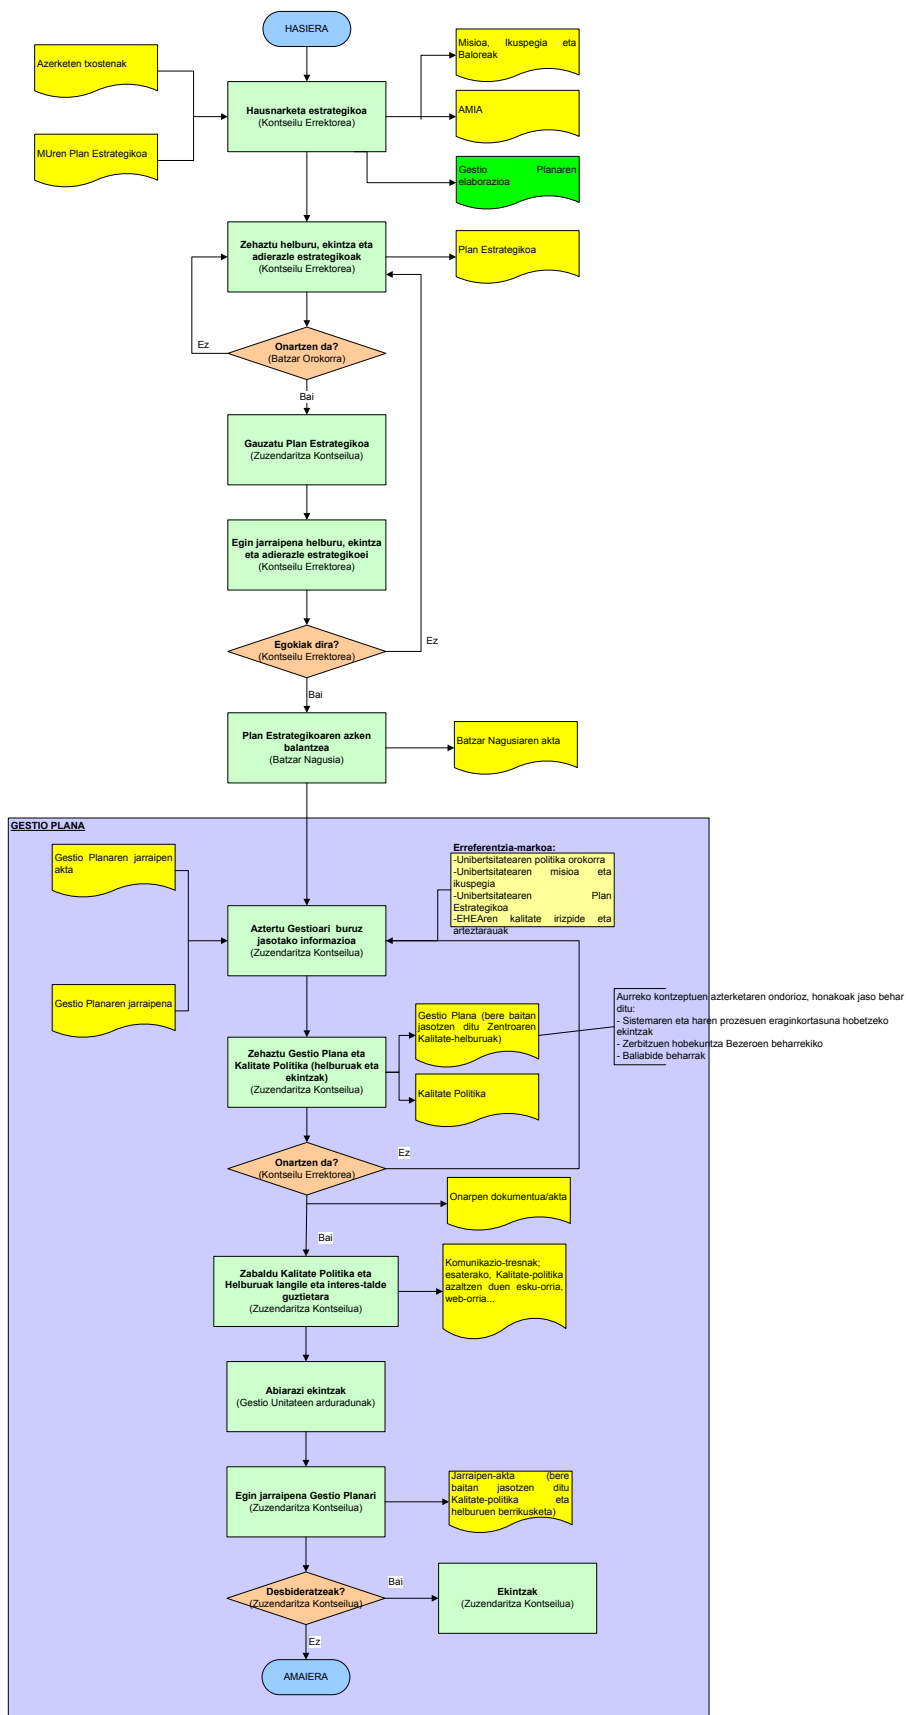 HASIERA
Misioa, Ikuspegia eta
Baloreak
Azerketen txostenak
AMIA
Hausnarketa estrategikoa
(Kontseilu Errektorea)
MUren Plan Estrategikoa
Gestio Planaren
elaborazioa
Zehaztu helburu, ekintza eta
adierazle estrategikoak
(Kontseilu Errektorea)
Plan Estrategikoa
Ez
Onartzen da?
(Batzar Orokorra)
Bai
Gauzatu Plan Estrategikoa
(Zuzendaritza Kontseilua)
Egin jarraipena helburu, ekintza
eta adierazle estrategikoei
(Kontseilu Errektorea)
Egokiak dira?
(Kontseilu Errektorea)
Ez
Bai
Plan Estrategikoaren azken
balantzea
(Batzar Nagusia)
Batzar Nagusiaren akta
GESTIO PLANA
Gestio Planaren jarraipen
akta
Erreferentzia-markoa:
-Unibertsitatearen politika orokorra
-Unibertsitatearen misioa eta
ikuspegia
-Unibertsitatearen Plan
Estrategikoa
-EHEAren kalitate irizpide eta
arteztarauak
Aztertu Gestioari buruz
jasotako informazioa
(Zuzendaritza Kontseilua)
Gestio Planaren jarraipena
Gestio Plana (bere baitan
jasotzen ditu Zentroaren
Kalitate-helburuak)
Aurreko kontzeptuen azterketaren ondorioz, honakoak jaso behar
ditu:
- Sistemaren eta haren prozesuen eraginkortasuna hobetzeko
ekintzak
- Zerbitzuen hobekuntza Bezeroen beharrekiko
- Baliabide beharrak
Zehaztu Gestio Plana eta
Kalitate Politika (helburuak eta
ekintzak)
(Zuzendaritza Kontseilua)
Kalitate Politika
Ez
Onartzen da?
(Kontseilu Errektorea)
Onarpen dokumentua/akta
Bai
Zabaldu Kalitate Politika eta
Helburuak langile eta interes-talde
guztietara
(Zuzendaritza Kontseilua)
Komunikazio-tresnak;
esaterako, Kalitate-politika
azaltzen duen esku-orria,
web-orria...
Abiarazi ekintzak
(Gestio Unitateen arduradunak)
Egin jarraipena Gestio Planari
(Zuzendaritza Kontseilua)
Jarraipen-akta (bere
baitan jasotzen ditu
Kalitate-politika eta
helburuen berrikusketa)
Desbideratzeak?
(Zuzendaritza Kontseilua)
Bai
Ekintzak
(Zuzendaritza Kontseilua)
Ez
AMAIERA